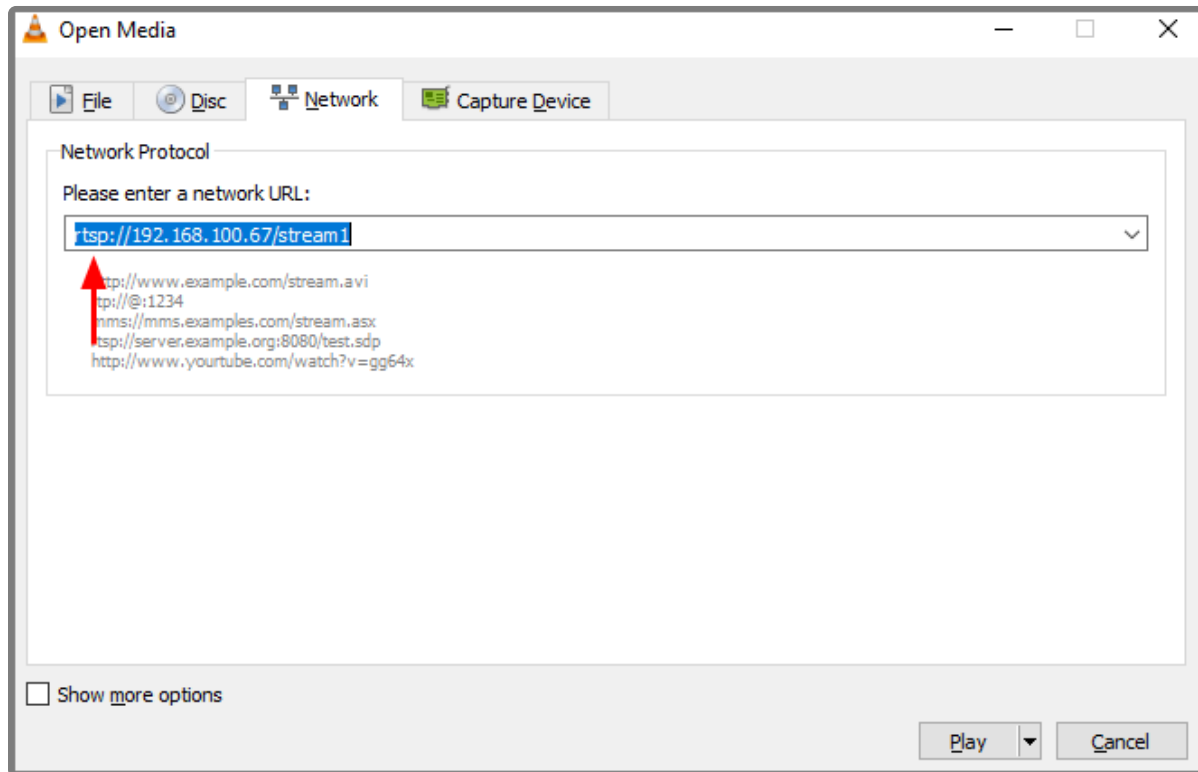 Open Media
File Disc Network Capture Device
Network Protocol
Please enter a network URL:
rtsp://192.168.100.67/stream1
tp://www.example.com/stream.avi
tp://@:1234
mms://mms.examples.com/stream.asx
tsp://server.example.org:8080/test.sdp
http://www.yourtube.com/watch?v=gg64x
Show more options
Play Cancel